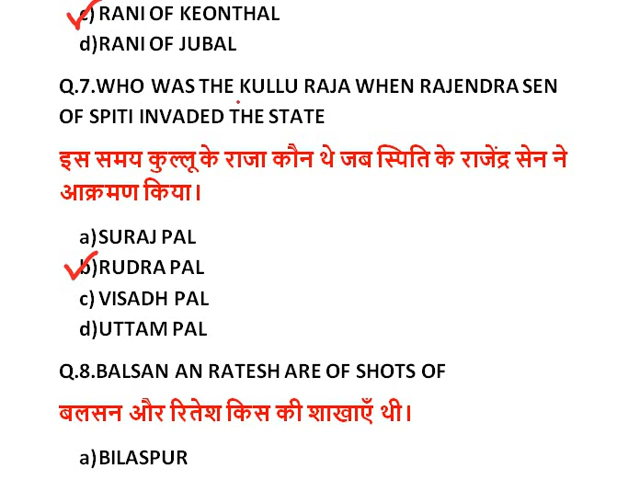 c) RANI OF KEONTHAL
d)RANI OF JUBAL
Q.7.WHO WAS THE KULLU RAJA WHEN RAJENDRA SEN
OF SPITI INVADED THE STATE
इस समय कुल्लू के राजा कौन थे जब स्पिति के राजेंद्र सेन ने
आक्रमण किया।
a)SURAJ PAL
b)RUDRA PAL
c) VISADH PAL
d)UTTAM PAL
Q.8.BALSAN AN RATESH ARE OF SHOTS OF
बलसन और रितेश किस की शाखाएँ थी।
a)BILASPUR